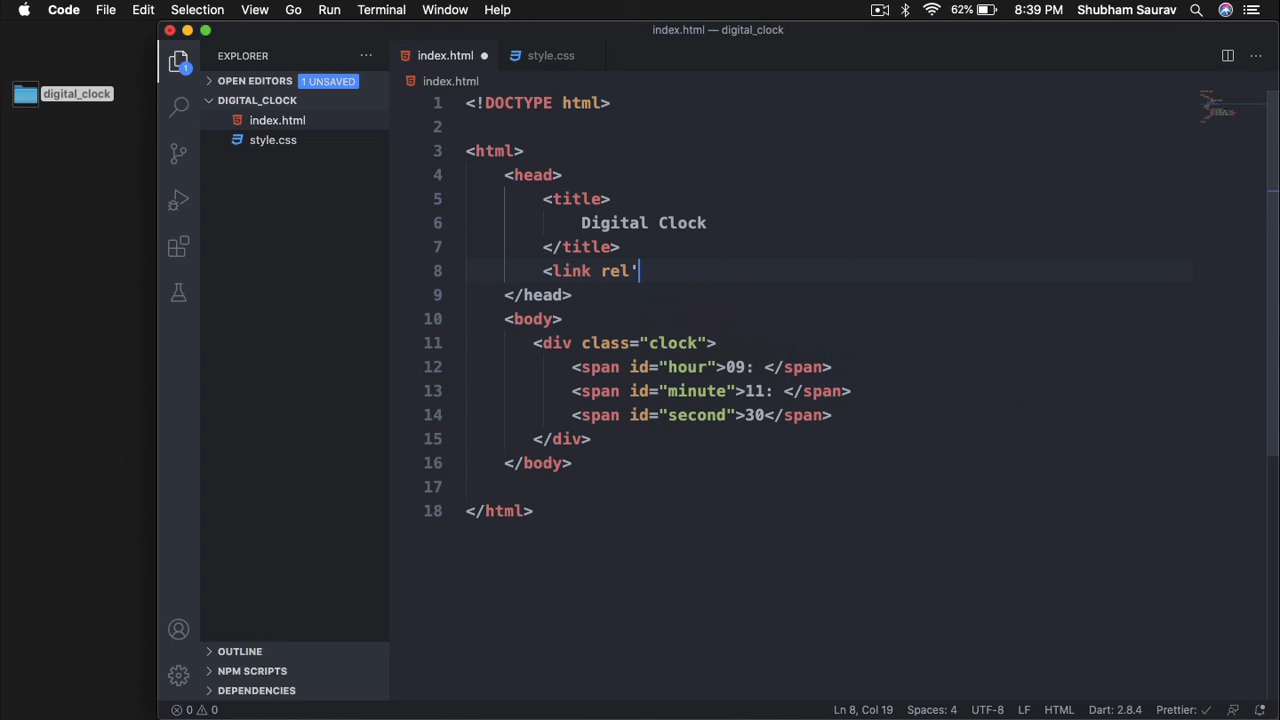 Code File Edit Selection View Go Run Terminal Window Help 62% 8:39 PM Shubham Saurav
index.html — digital_clock
digital_clock
EXPLORER
OPEN EDITORS 1 UNSAVED
DIGITAL_CLOCK
index.html
style.css
1
OUTLINE
NPM SCRIPTS
DEPENDENCIES
index.html style.css
index.html
1 <!DOCTYPE html>
2
3 <html>
4 <head>
5 <title>
6 Digital Clock
7 </title>
8 <link rel'
9 </head>
10 <body>
11 <div class="clock">
12 <span id="hour">09: </span>
13 <span id="minute">11: </span>
14 <span id="second">30</span>
15 </div>
16 </body>
17
18 </html>
0 0 Ln 8, Col 19 Spaces: 4 UTF-8 LF HTML Dart: 2.8.4 Prettier: ✓